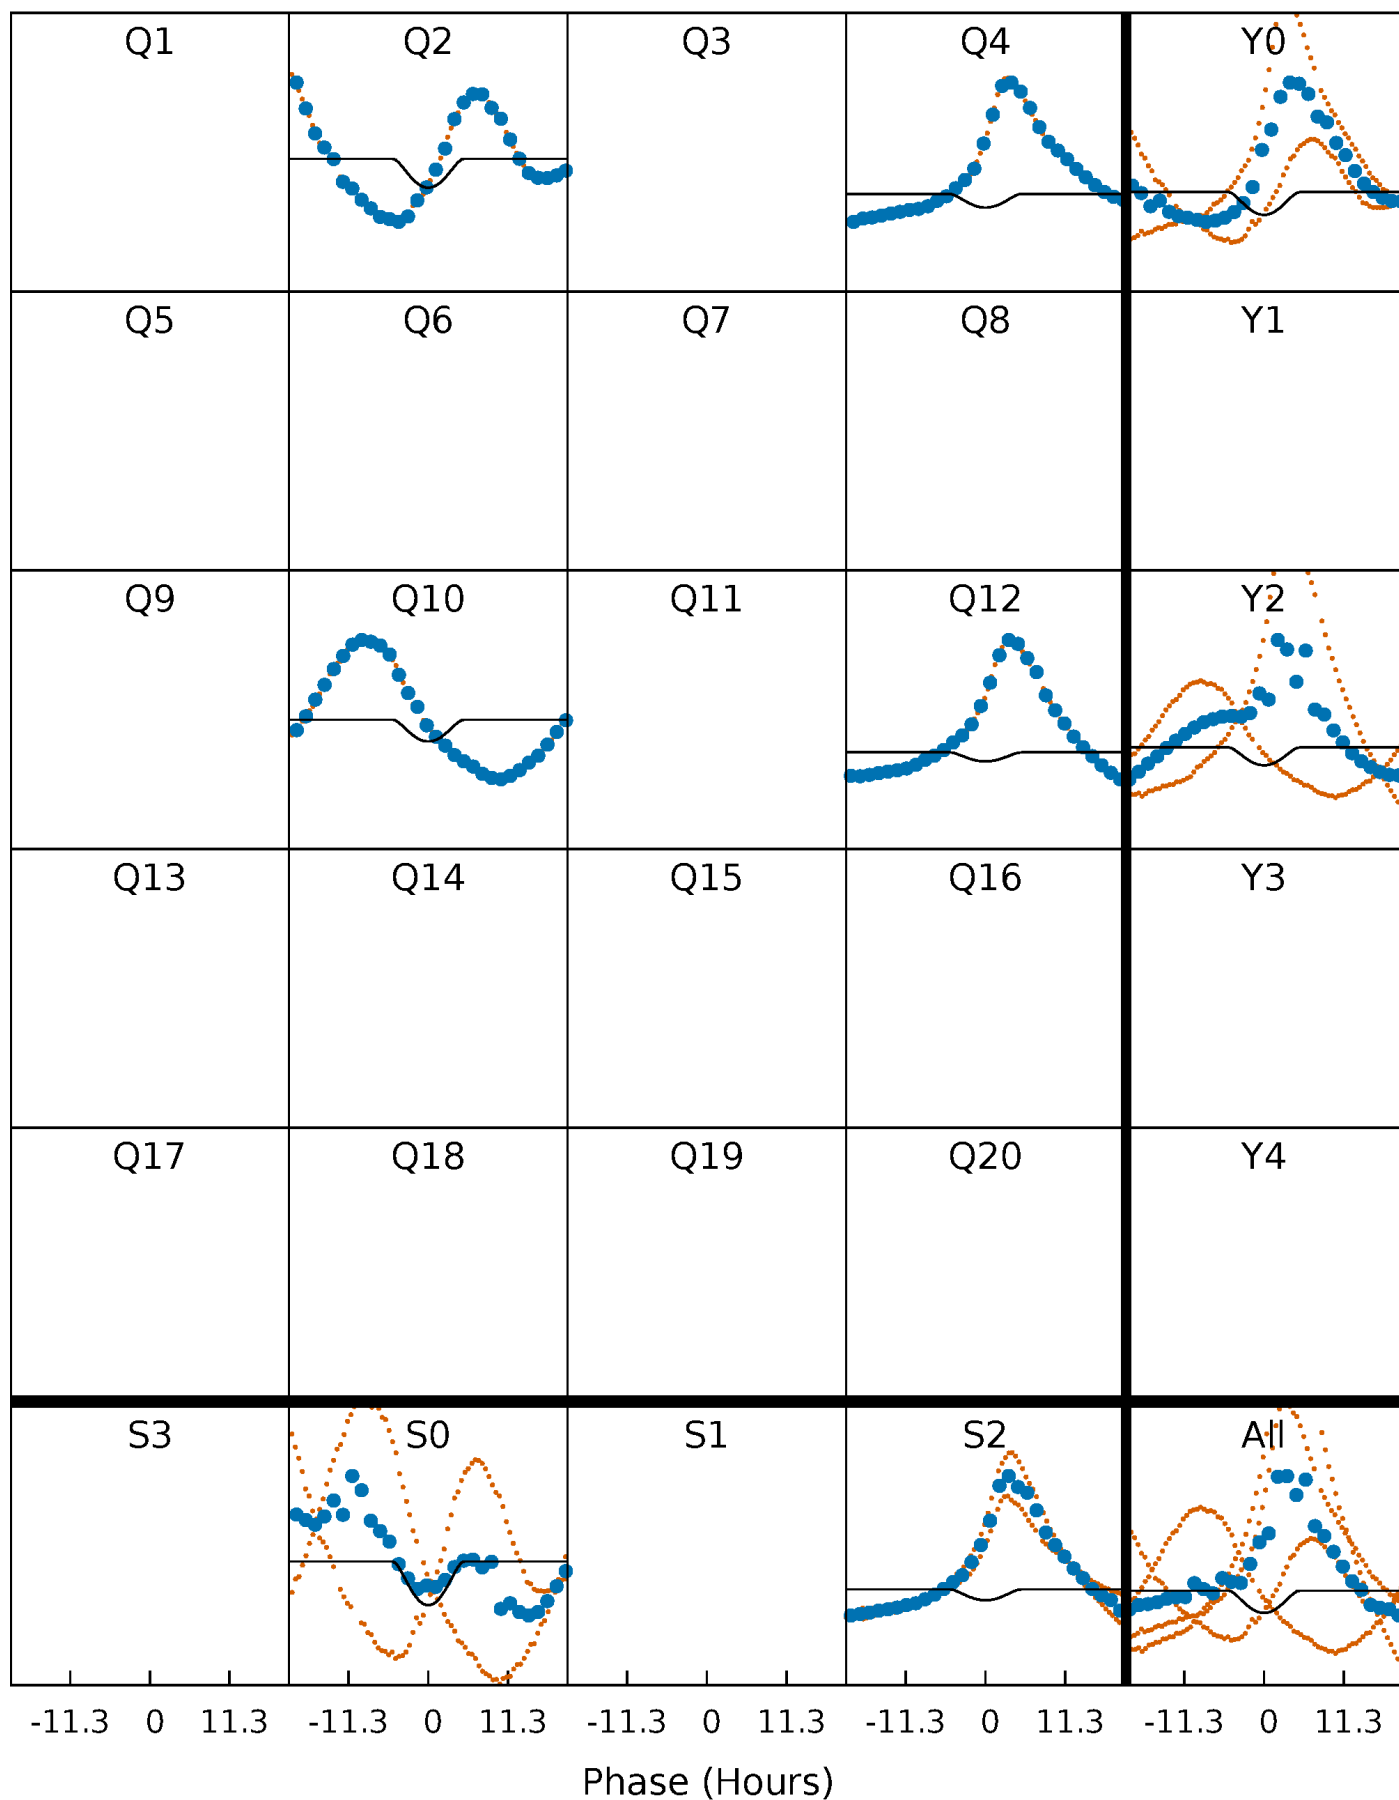 Q1 Q2 Q3 Q4 Y0
Q5 Q6 Q7 Q8 Y1
Q9 Q10 Q11 Q12 Y2
Q13 Q14 Q15 Q16 Y3
Q17 Q18 Q19 Q20 Y4
S3 S0 S1 S2 All
-11.3 0 11.3 -11.3 0 11.3 -11.3 0 11.3 -11.3 0 11.3 -11.3 0 11.3
Phase (Hours)